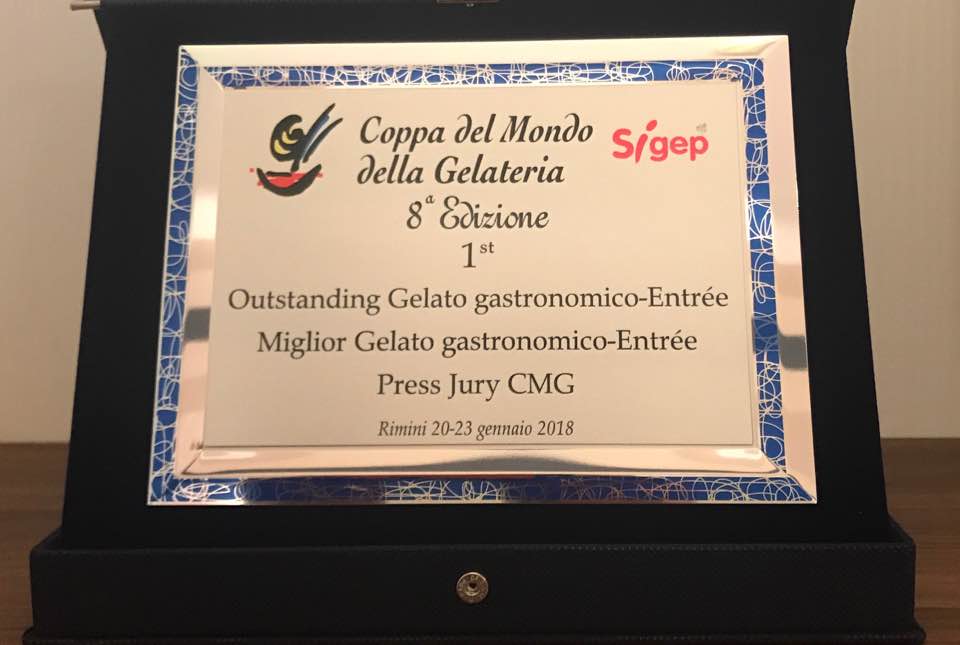 Coppa del Mondo
della Gelateria
Sigep
8ª Edizione
1st
Outstanding Gelato gastronomico-Entrée
Miglior Gelato gastronomico-Entrée
Press Jury CMG
Rimini 20-23 gennaio 2018